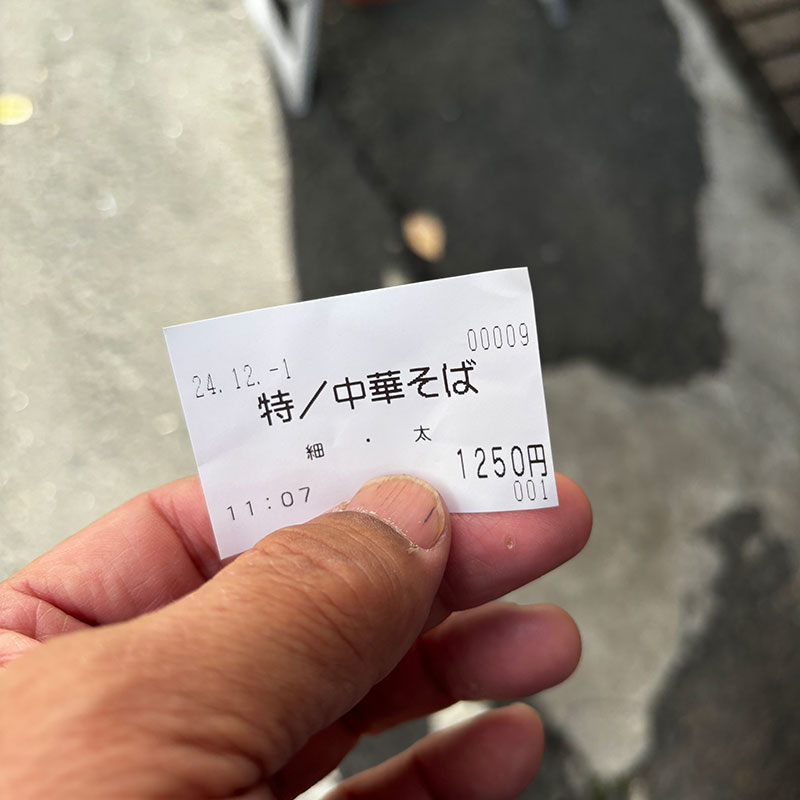 00009
24.12.-1
特/中華そば
細 ・ 太
1250円
11:07 001